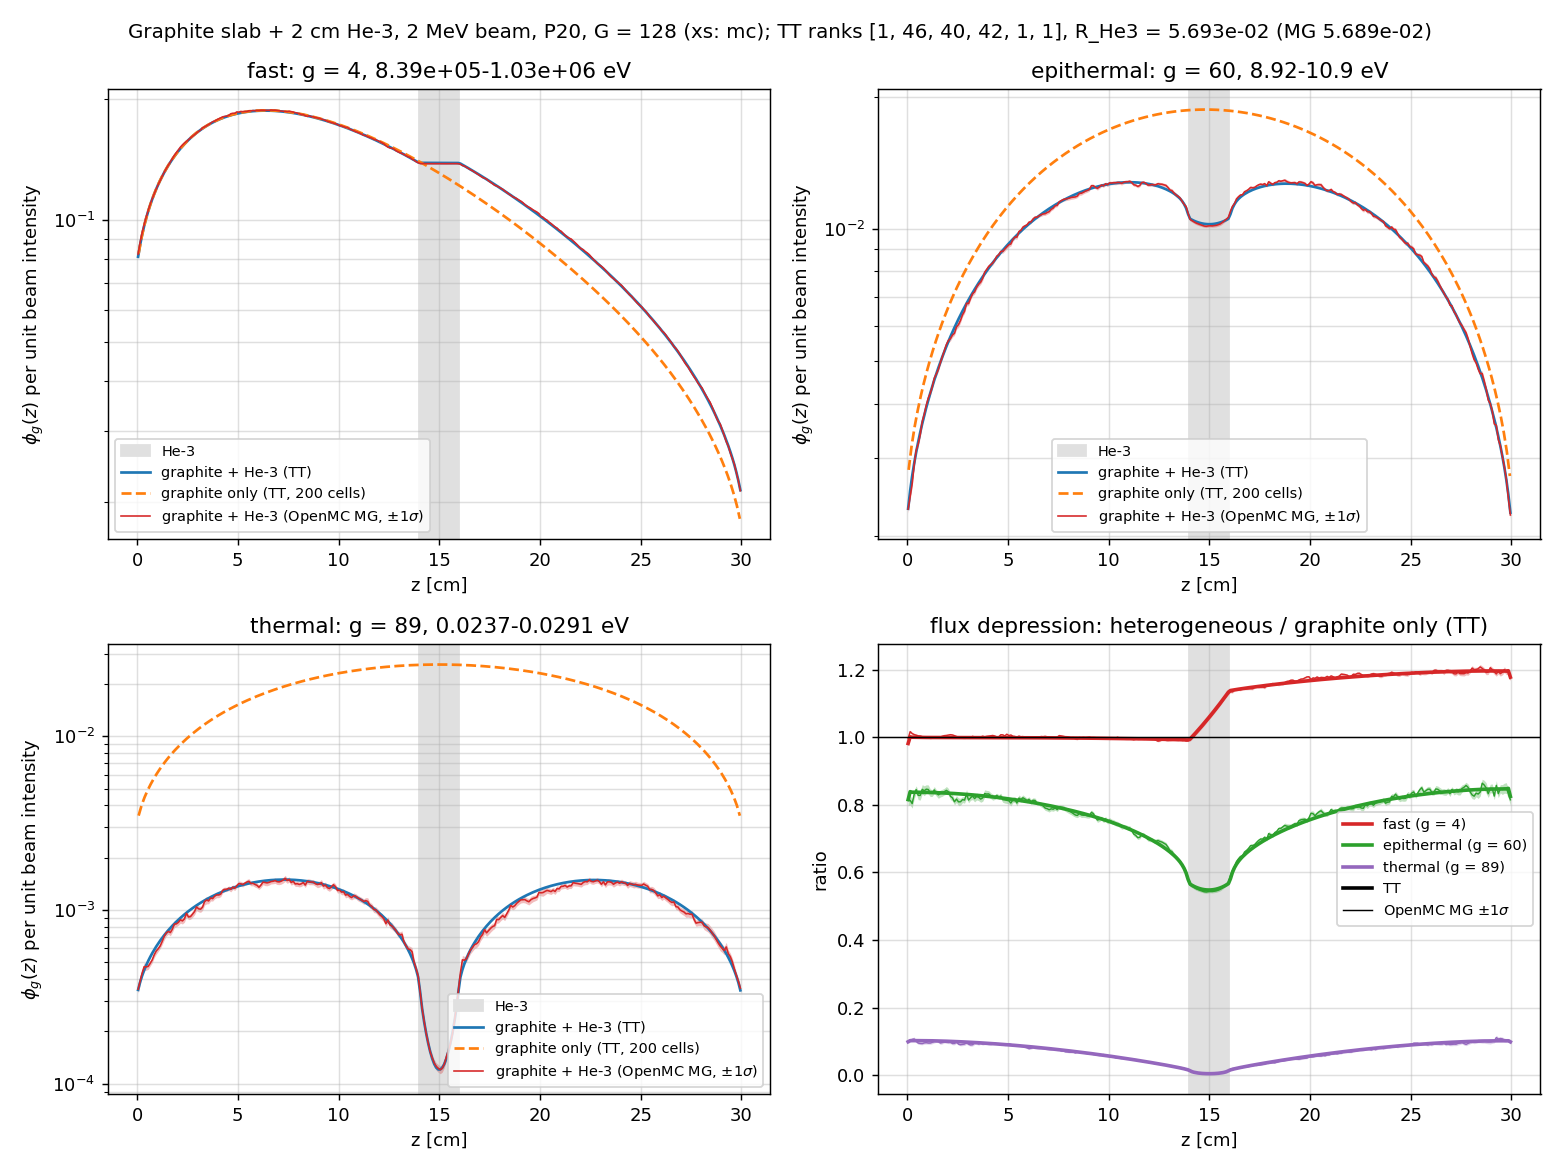 Graphite slab + 2 cm He-3, 2 MeV beam, P20, G = 128 (xs: mc); TT ranks [1, 46, 40, 42, 1, 1], R_He3 = 5.693e-02 (MG 5.689e-02)
fast: g = 4, 8.39e+05-1.03e+06 eV
ϕg(z) per unit beam intensity
10⁻¹
He-3
graphite + He-3 (TT)
graphite only (TT, 200 cells)
graphite + He-3 (OpenMC MG, ±1σ)
0 5 10 15 20 25 30
z [cm]
epithermal: g = 60, 8.92-10.9 eV
ϕg(z) per unit beam intensity
10⁻²
He-3
graphite + He-3 (TT)
graphite only (TT, 200 cells)
graphite + He-3 (OpenMC MG, ±1σ)
0 5 10 15 20 25 30
z [cm]
thermal: g = 89, 0.0237-0.0291 eV
ϕg(z) per unit beam intensity
10⁻²
10⁻³
10⁻⁴
He-3
graphite + He-3 (TT)
graphite only (TT, 200 cells)
graphite + He-3 (OpenMC MG, ±1σ)
0 5 10 15 20 25 30
z [cm]
flux depression: heterogeneous / graphite only (TT)
ratio
1.2
1.0
0.8
0.6
0.4
0.2
0.0
fast (g = 4)
epithermal (g = 60)
thermal (g = 89)
TT
OpenMC MG ±1σ
0 5 10 15 20 25 30
z [cm]